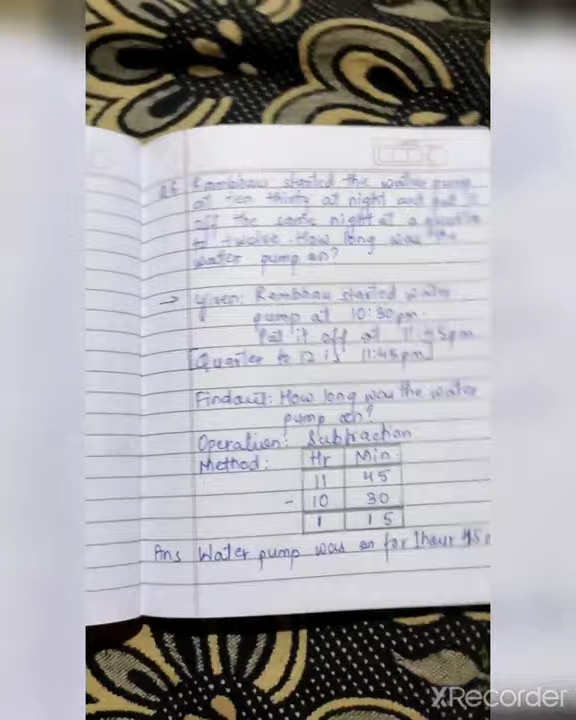 Rambhau started the water pump
at ten thirty at night and put it
off the same night at a quarter
to twelve. How long was the
water pump on?
→ Given: Rambhau started water
pump at 10:30pm.
Put it off at 11:45pm
[Quarter to 12 is 11:45pm]
Findout: How long was the water
pump on?
Operation: Subtraction
Method: Hr Min
11 45
- 10 30
1 15
Ans Water pump was on for 1hour 15
XRecorder